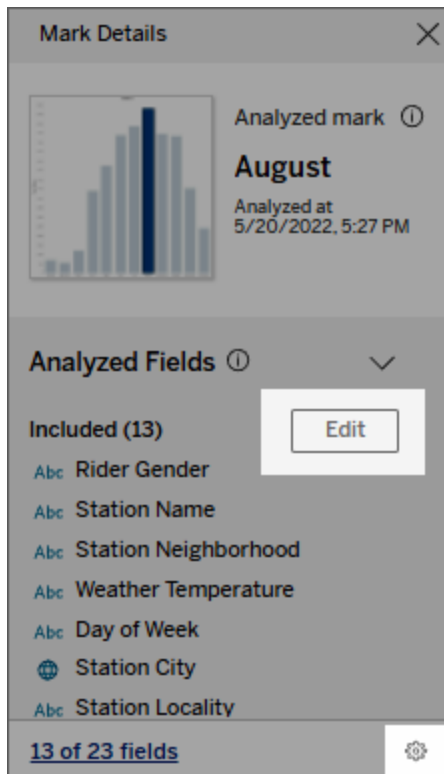 Mark Details
Analyzed mark
August
Analyzed at
5/20/2022, 5:27 PM
Analyzed Fields
Included (13)
Edit
Abc Rider Gender
Abc Station Name
Abc Station Neighborhood
Abc Weather Temperature
Abc Day of Week
Station City
Abc Station Locality
13 of 23 fields